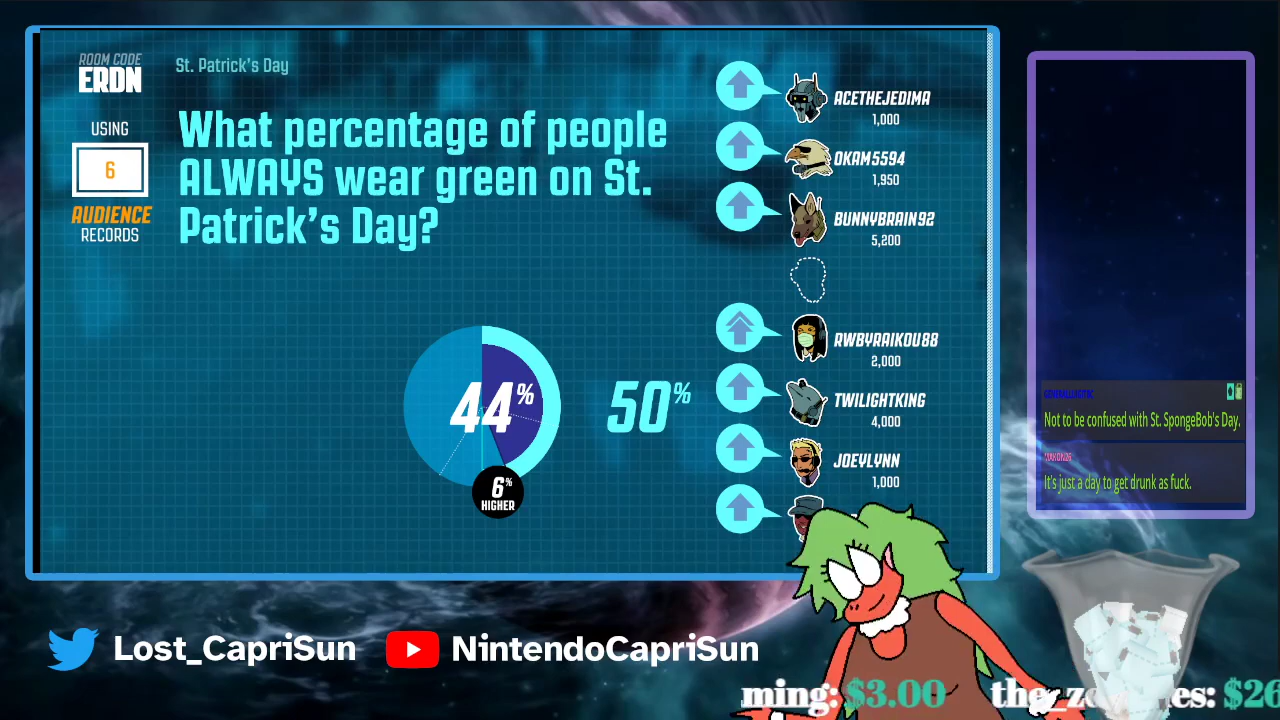 ROOM CODE
ERDN
USING
6
AUDIENCE
RECORDS
St. Patrick's Day
What percentage of people
ALWAYS wear green on St.
Patrick's Day?
44%
50%
6%
HIGHER
ACETHEJEDIMA
1,000
OKAM5594
1,950
BUNNYBRAIN92
5,200
RWBYRAIKOU88
2,000
TWILIGHTKING
4,000
JOEYLYNN
1,000
Not to be confused with St. SpongeBob's Day.
It's just a day to get drunk as fuck.
Lost_CapriSun
NintendoCapriSun
ming: $3.00
es: $26